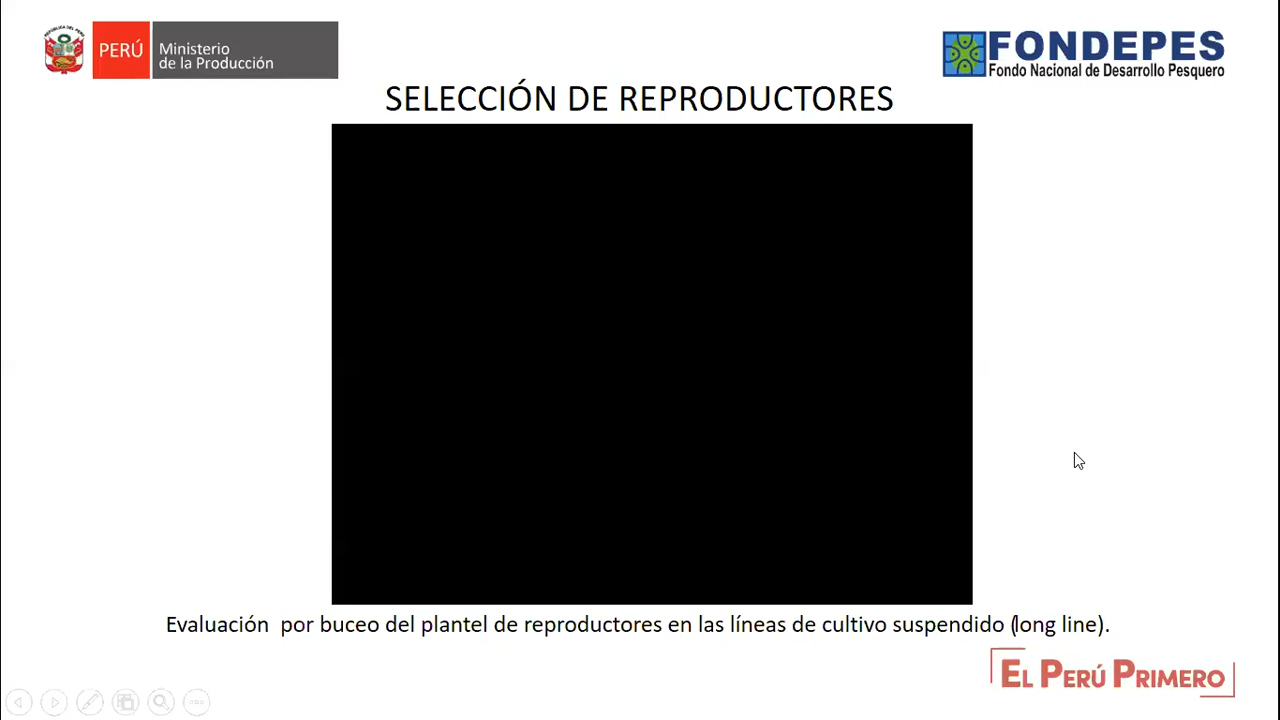 PERÚ
Ministerio
de la Producción
FONDEPES
Fondo Nacional de Desarrollo Pesquero
SELECCIÓN DE REPRODUCTORES
Evaluación por buceo del plantel de reproductores en las líneas de cultivo suspendido (long line).
EL PERÚ PRIMERO